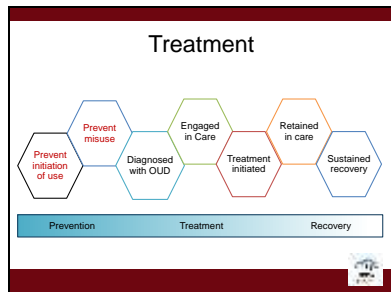 Treatment
Prevent
initiation
of use
Prevent
misuse
Diagnosed
with OUD
Engaged
in Care
Treatment
initiated
Retained
in care
Sustained
recovery
Prevention
Treatment
Recovery